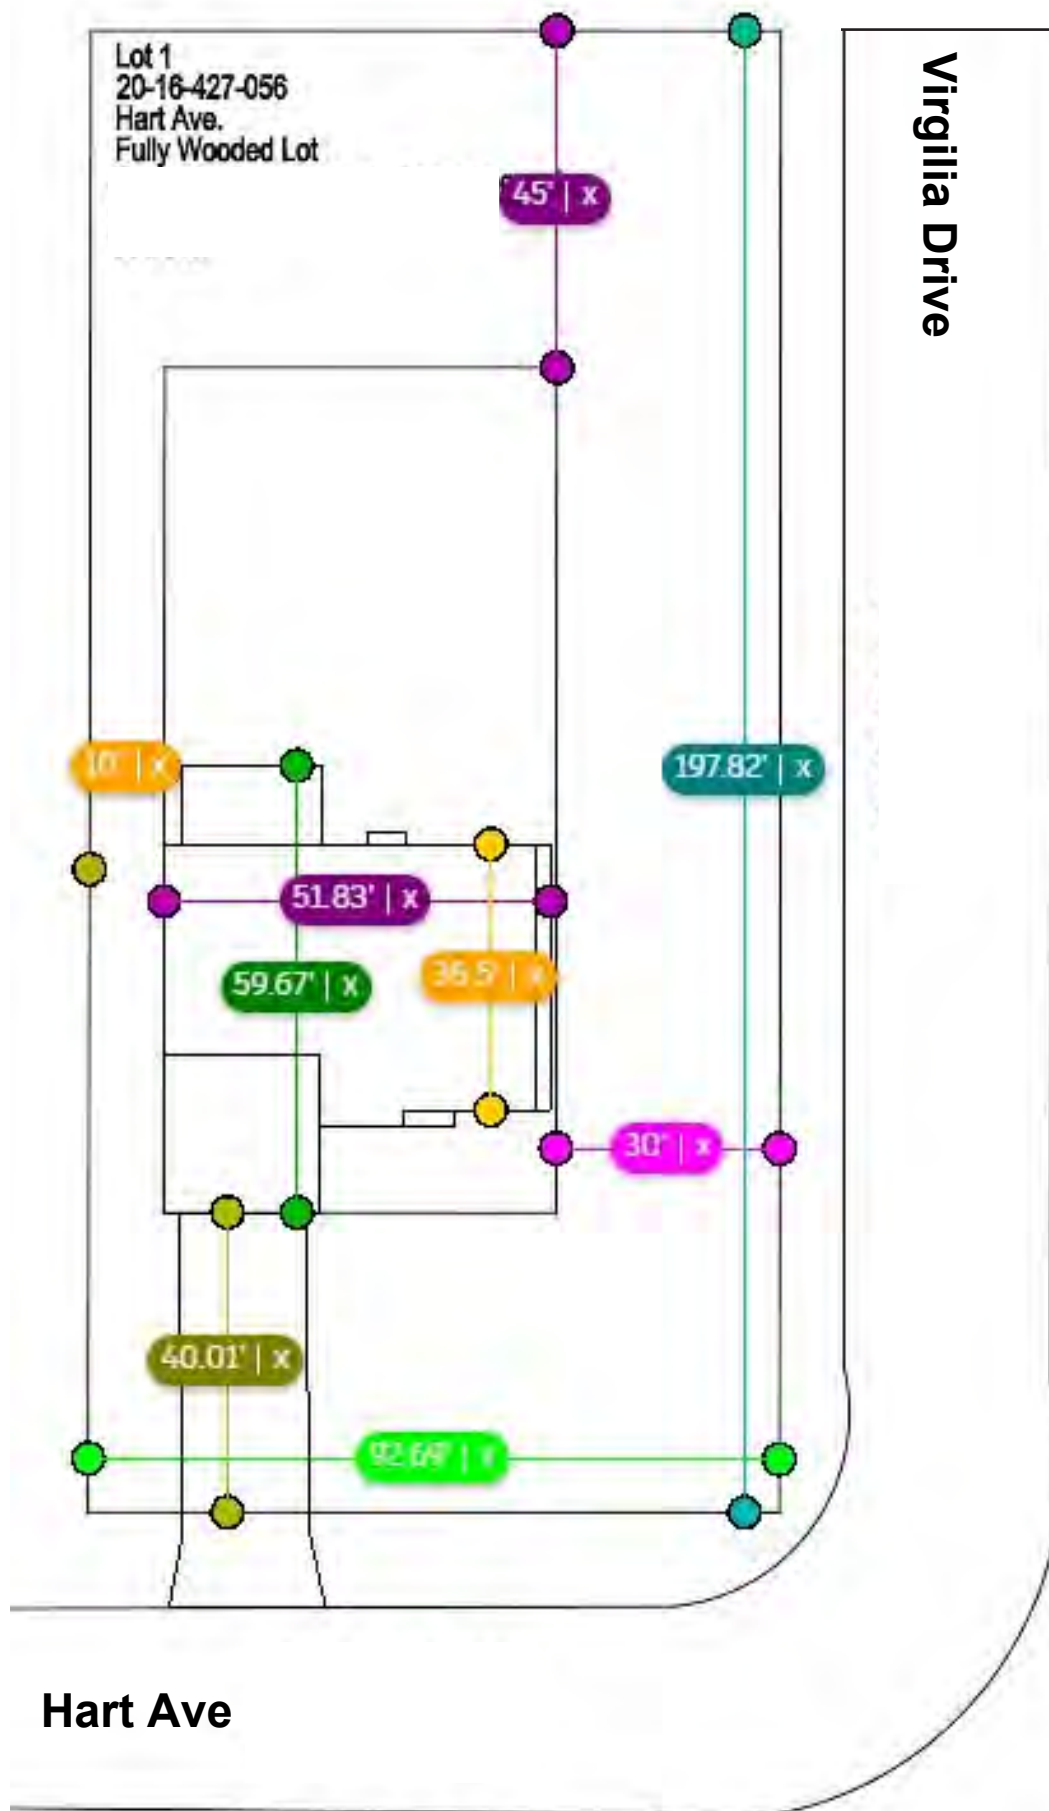 Lot 1
20-16-427-056
Hart Ave.
Fully Wooded Lot
Virgilia Drive
45' | x
10' | x
197.82' | x
51.83' | x
59.67' | x
35.5' | x
30' | x
40.01' | x
92.69' | x
Hart Ave